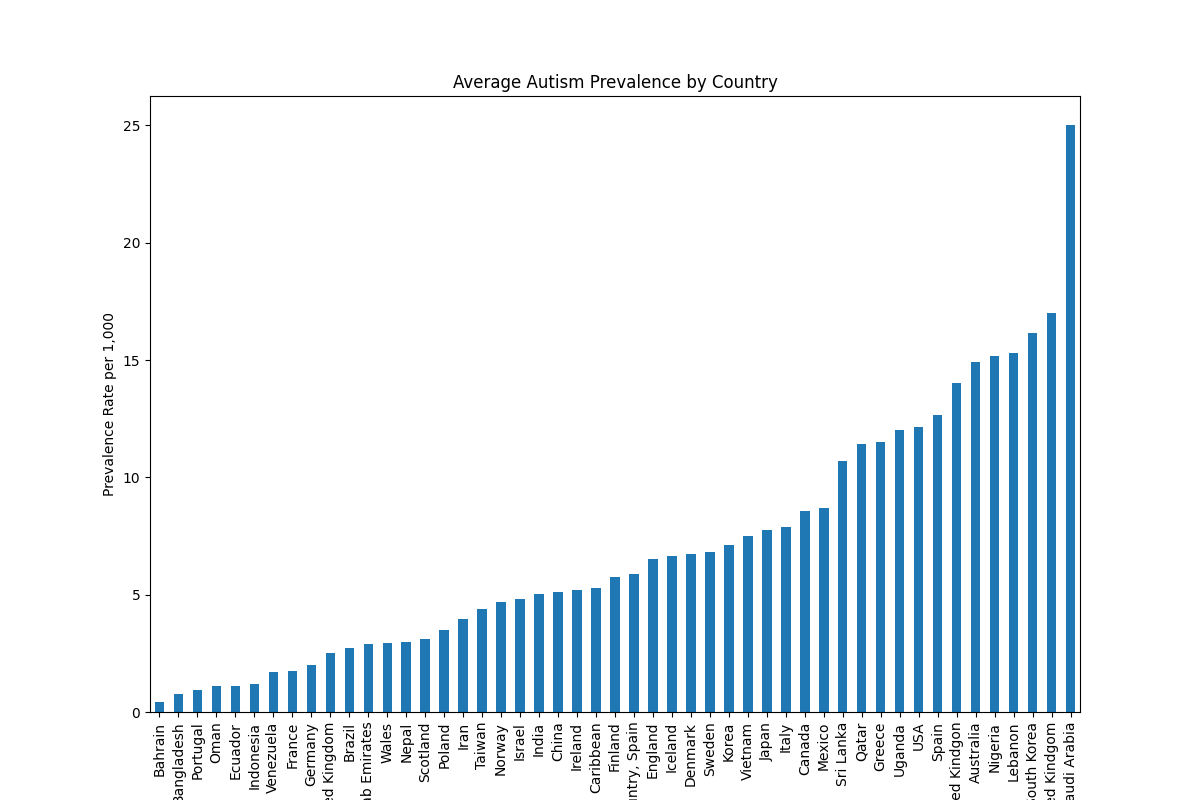 Average Autism Prevalence by Country
Prevalence Rate per 1,000
25
20
15
10
5
0
Bahrain
Bangladesh
Portugal
Oman
Ecuador
Indonesia
Venezuela
France
Germany
ed Kingdom
Brazil
ab Emirates
Wales
Nepal
Scotland
Poland
Iran
Taiwan
Norway
Israel
India
China
Ireland
Caribbean
Finland
untry, Spain
England
Iceland
Denmark
Sweden
Korea
Vietnam
Japan
Italy
Canada
Mexico
Sri Lanka
Qatar
Greece
Uganda
USA
Spain
ed Kindgon
Australia
Nigeria
Lebanon
South Korea
ed Kindgom
audi Arabia